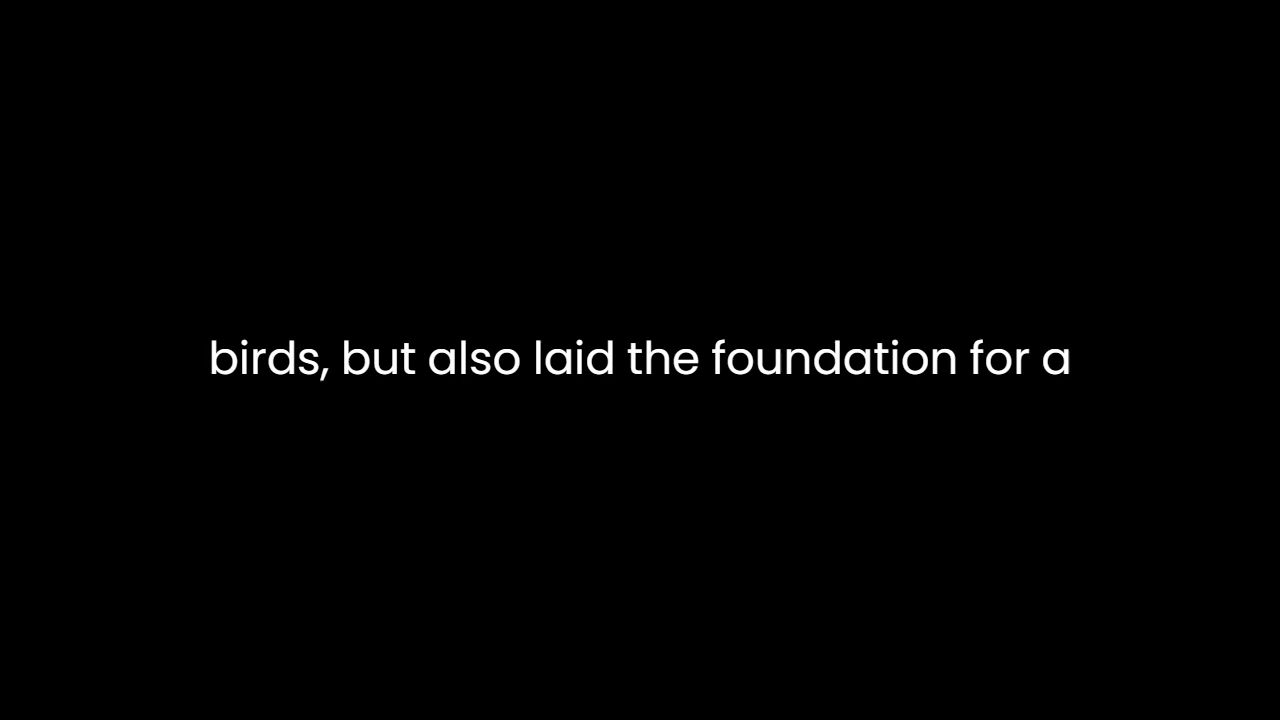 birds, but also laid the foundation for a